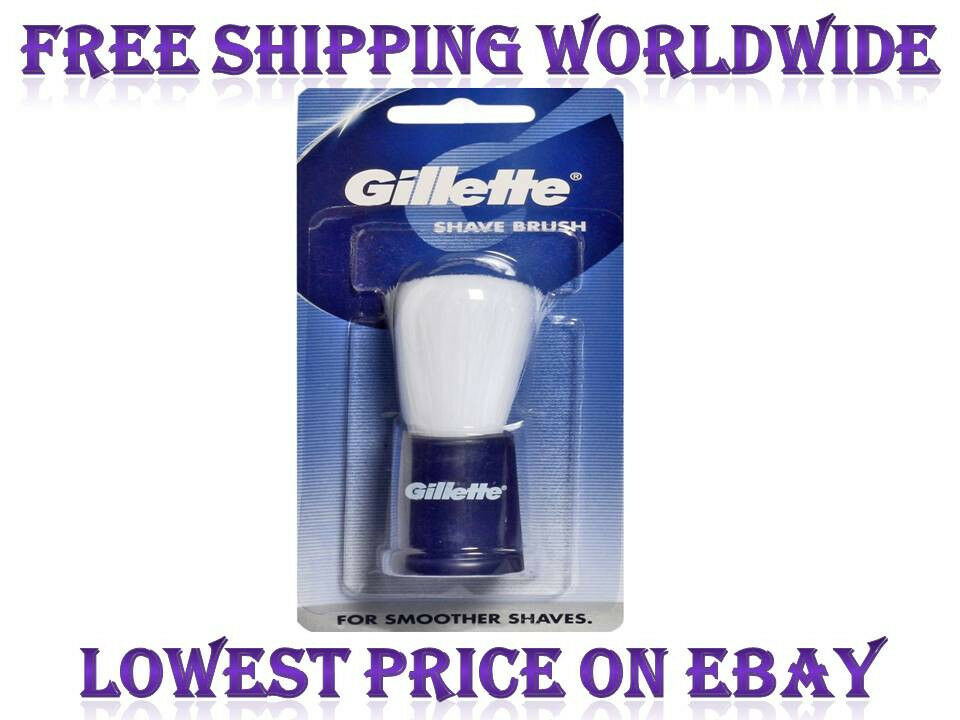 FREE SHIPPING WORLDWIDE
Gillette®
SHAVE BRUSH
Gillette®
FOR SMOOTHER SHAVES.
LOWEST PRICE ON EBAY